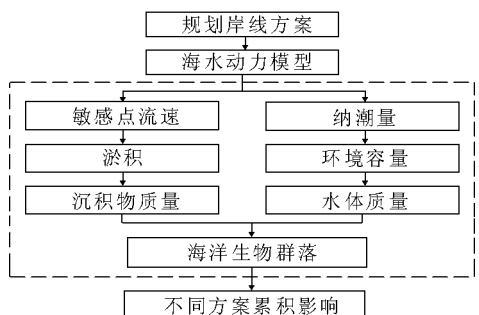 规划岸线方案
海水动力模型
敏感点流速
纳潮量
淤积
环境容量
沉积物质量
水体质量
海洋生物群落
不同方案累积影响